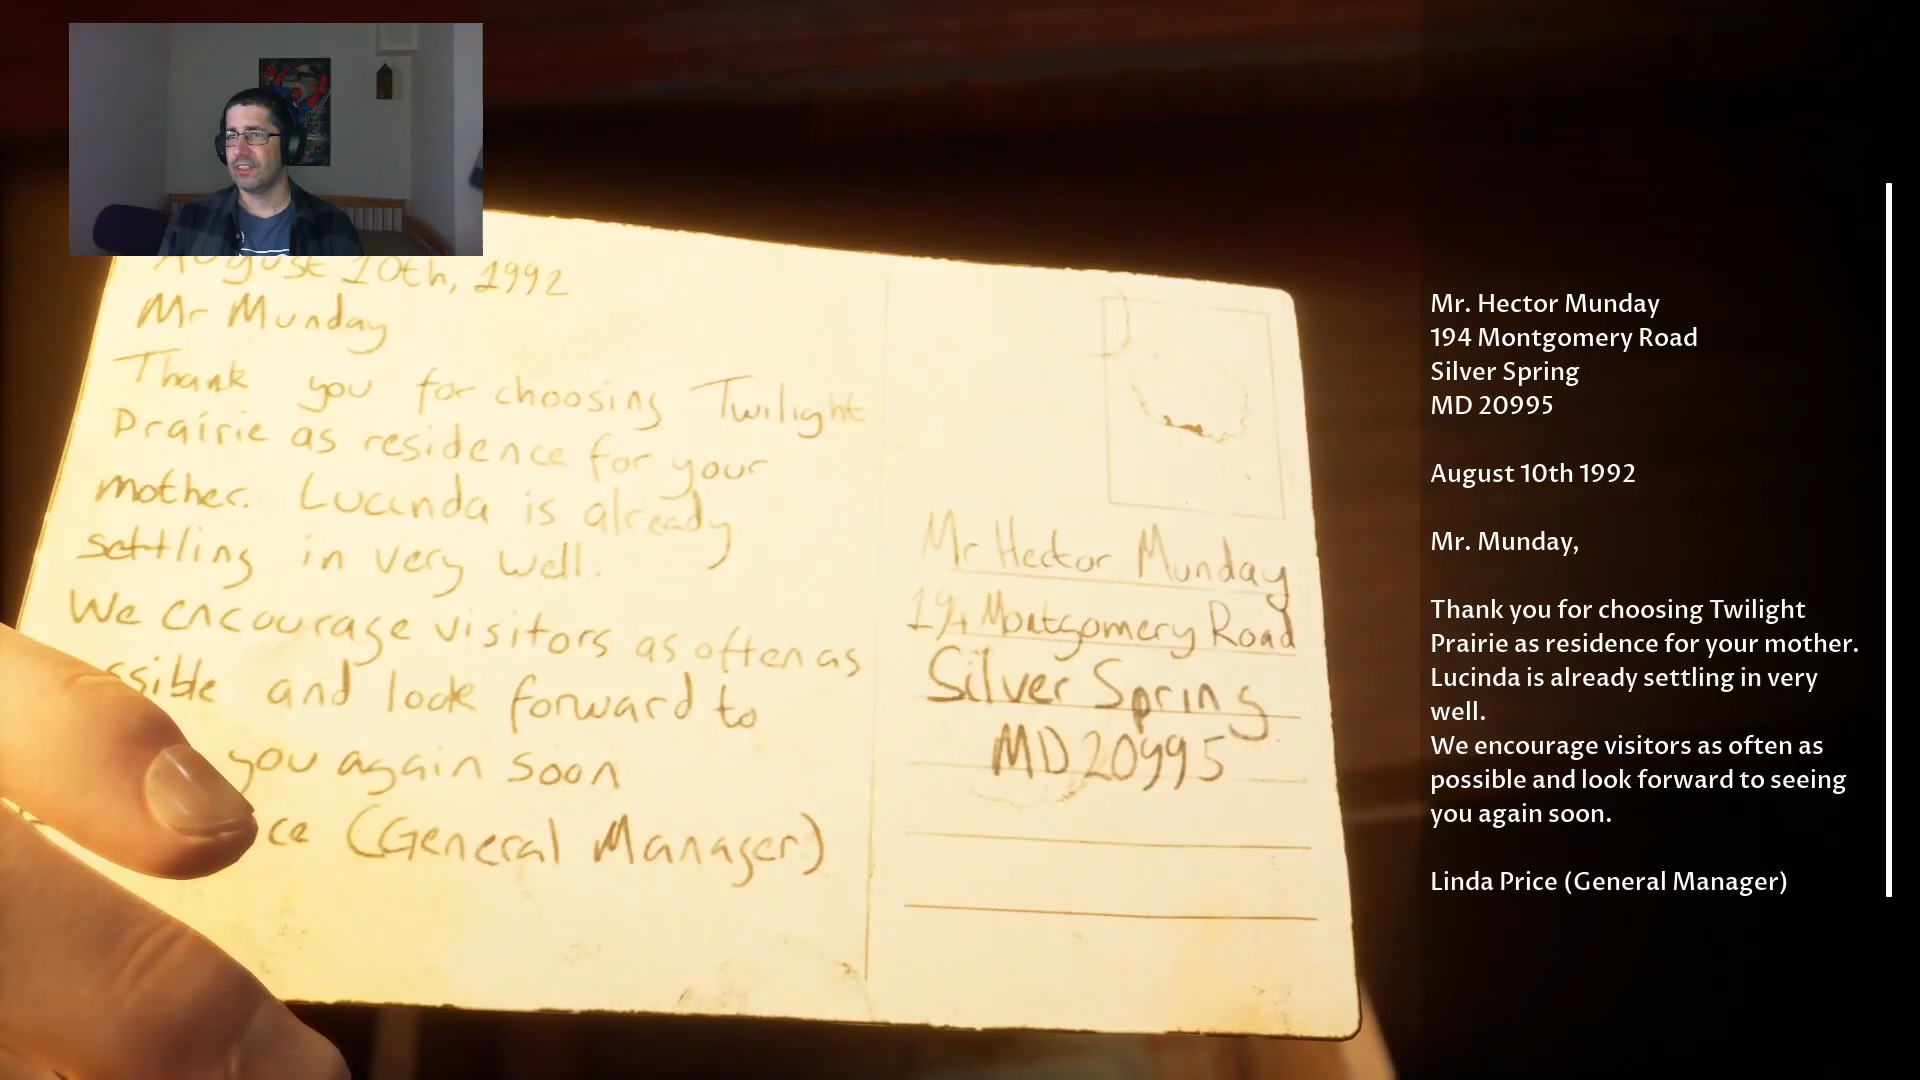 August 10th, 1992
Mr Munday
Thank you for choosing Twilight
Prairie as residence for your
mother. Lucinda is already
settling in very well.
We encourage visitors as often as
ssible and look forward to
you again soon
ce (General Manager)
Mr Hector Munday
194 Montgomery Road
Silver Spring
MD 20995
Mr. Hector Munday
194 Montgomery Road
Silver Spring
MD 20995
August 10th 1992
Mr. Munday,
Thank you for choosing Twilight
Prairie as residence for your mother.
Lucinda is already settling in very
well.
We encourage visitors as often as
possible and look forward to seeing
you again soon.
Linda Price (General Manager)